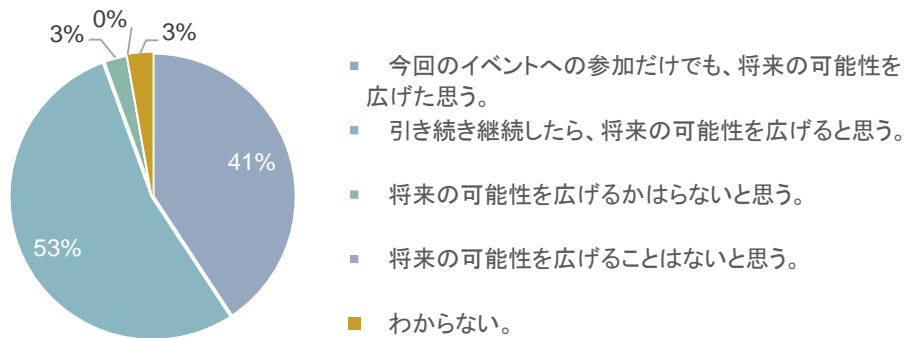 0%
3%
3%
41%
53%
今回のイベントへの参加だけでも、将来の可能性を
広げた思う。
引き続き継続したら、将来の可能性を広げると思う。
将来の可能性を広げるかはらないと思う。
将来の可能性を広げることはないと思う。
わからない。